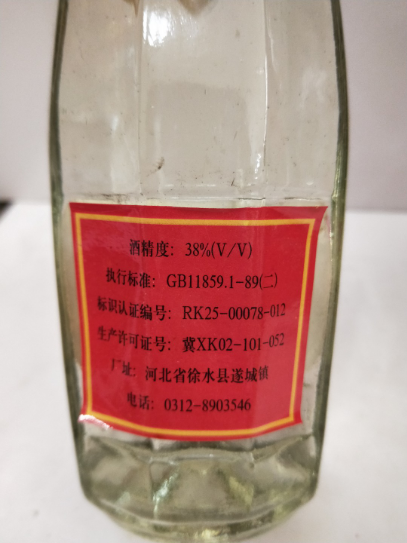 酒精度: 38%(V/V)
执行标准: GB11859.1-89(二)
标识认证编号: RK25-00078-012
生产许可证号: 冀XK02-101-052
厂址: 河北省徐水县遂城镇
电话: 0312-8903546